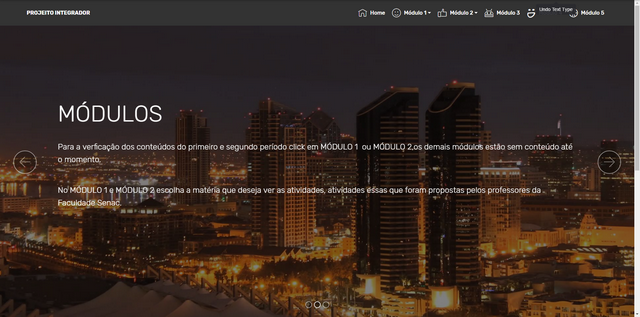 PROJEITO INTEGRADOR
Home Módulo 1 Módulo 2 Módulo 3 Undo Text Type Módulo 5
MÓDULOS
Para a verficação dos conteúdos do primeiro e segundo período click em MÓDULO 1 ou MÓDULO 2,os demais módulos estão sem conteúdo até
o momento.
No MÓDULO 1 e MÓDULO 2 escolha a matéria que deseja ver as atividades, atividades essas que foram propostas pelos professores da
Faculdade Senac.